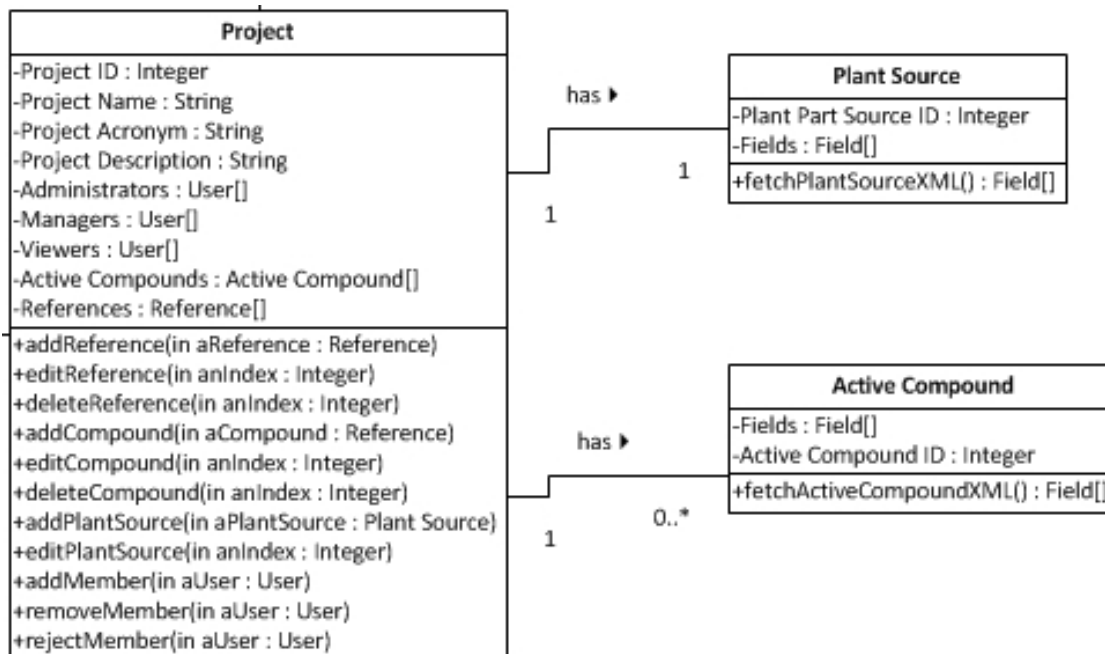 Project
-Project ID : Integer
-Project Name : String
-Project Acronym : String
-Project Description : String
-Administrators : User[]
-Managers : User[]
-Viewers : User[]
-Active Compounds : Active Compound[]
-References : Reference[]
+addReference(in aReference : Reference)
+editReference(in anIndex : Integer)
+deleteReference(in anIndex : Integer)
+addCompound(in aCompound : Reference)
+editCompound(in anIndex : Integer)
+deleteCompound(in anIndex : Integer)
+addPlantSource(in aPlantSource : Plant Source)
+editPlantSource(in anIndex : Integer)
+addMember(in aUser : User)
+removeMember(in aUser : User)
+rejectMember(in aUser : User)
has
1
1
Plant Source
-Plant Part Source ID : Integer
-Fields : Field[]
+fetchPlantSourceXML() : Field[]
has
1
0..*
Active Compound
-Fields : Field[]
-Active Compound ID : Integer
+fetchActiveCompoundXML() : Field[]